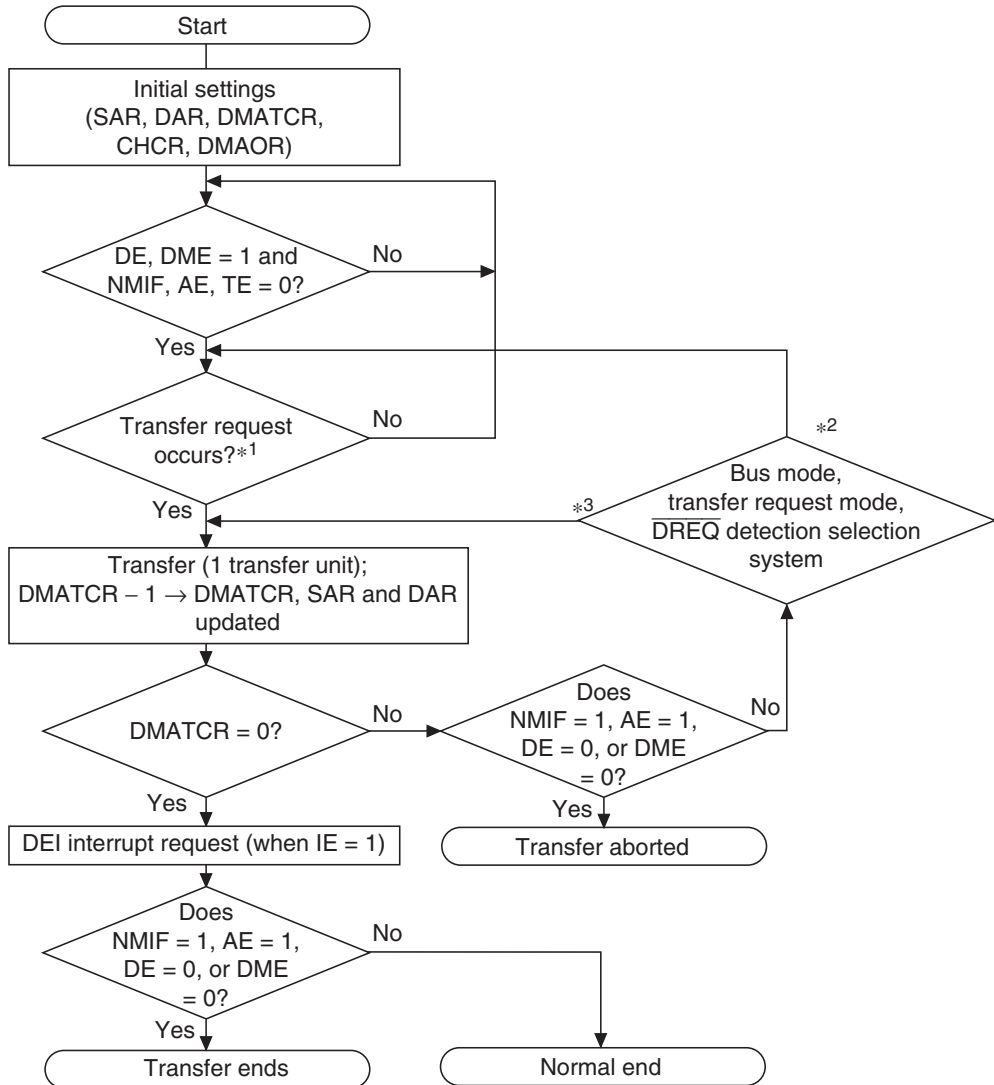 Start
Initial settings
(SAR, DAR, DMATCR,
CHCR, DMAOR)
DE, DME = 1 and
NMIF, AE, TE = 0?
No
Yes
Transfer request
occurs?*1
No
Yes
*2
Bus mode,
transfer request mode,
DREQ detection selection
system
*3
Transfer (1 transfer unit);
DMATCR – 1 → DMATCR, SAR and DAR
updated
DMATCR = 0?
No
Yes
Does
NMIF = 1, AE = 1,
DE = 0, or DME
= 0?
No
Yes
Transfer aborted
DEI interrupt request (when IE = 1)
Does
NMIF = 1, AE = 1,
DE = 0, or DME
= 0?
No
Yes
Transfer ends
Normal end